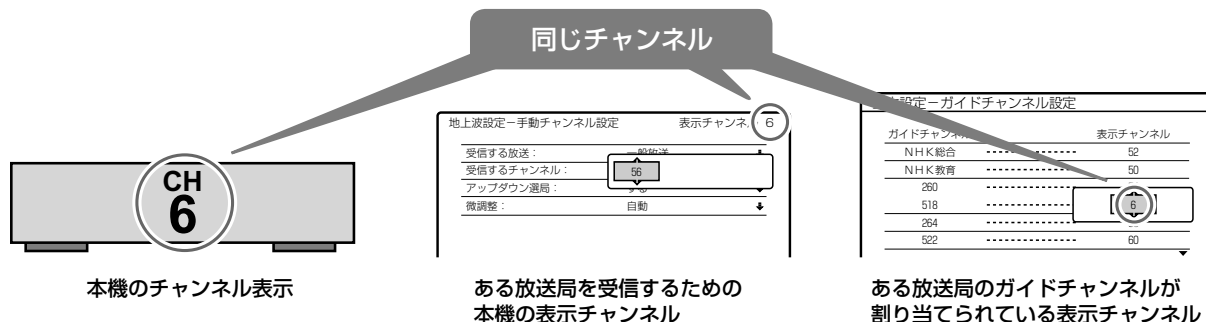 同じチャンネル
CH
6
本機のチャンネル表示
地上波設定－手動チャンネル設定 表示チャンネル 6
受信する放送： 一般放送
受信するチャンネル： 56
アップダウン選局： する
微調整： 自動
ある放送局を受信するための
本機の表示チャンネル
設定－ガイドチャンネル設定
ガイドチャンネル 表示チャンネル
NHK総合 52
NHK教育 50
260
518 6
264
522 60
ある放送局のガイドチャンネルが
割り当てられている表示チャンネル